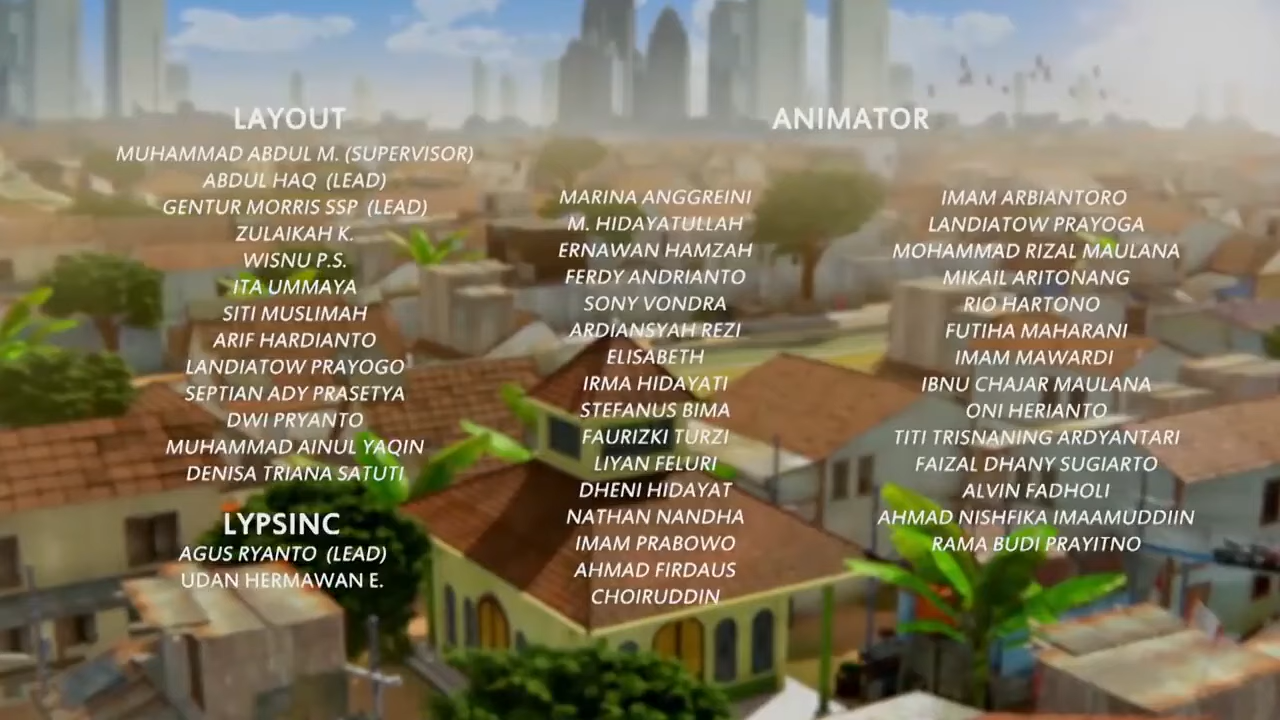 LAYOUT
MUHAMMAD ABDUL M. (SUPERVISOR)
ABDUL HAQ (LEAD)
GENTUR MORRIS SSP (LEAD)
ZULAIKAH K.
WISNU P.S.
ITA UMMAYA
SITI MUSLIMAH
ARIF HARDIANTO
LANDIATOW PRAYOGO
SEPTIAN ADY PRASETYA
DWI PRYANTO
MUHAMMAD AINUL YAQIN
DENISA TRIANA SATUTI
LYPSINC
AGUS RYANTO (LEAD)
UDAN HERMAWAN E.
ANIMATOR
MARINA ANGGREINI
M. HIDAYATULLAH
ERNAWAN HAMZAH
FERDY ANDRIANTO
SONY VONDRA
ARDIANSYAH REZI
ELISABETH
IRMA HIDAYATI
STEFANUS BIMA
FAURIZKI TURZI
LIYAN FELURI
DHENI HIDAYAT
NATHAN NANDHA
IMAM PRABOWO
AHMAD FIRDAUS
CHOIRUDDIN
IMAM ARBIANTORO
LANDIATOW PRAYOGA
MOHAMMAD RIZAL MAULANA
MIKAIL ARITONANG
RIO HARTONO
FUTIHA MAHARANI
IMAM MAWARDI
IBNU CHAJAR MAULANA
ONI HERIANTO
TITI TRISNANING ARDYANTARI
FAIZAL DHANY SUGIARTO
ALVIN FADHOLI
AHMAD NISHFIKA IMAAMUDDIIN
RAMA BUDI PRAYITNO